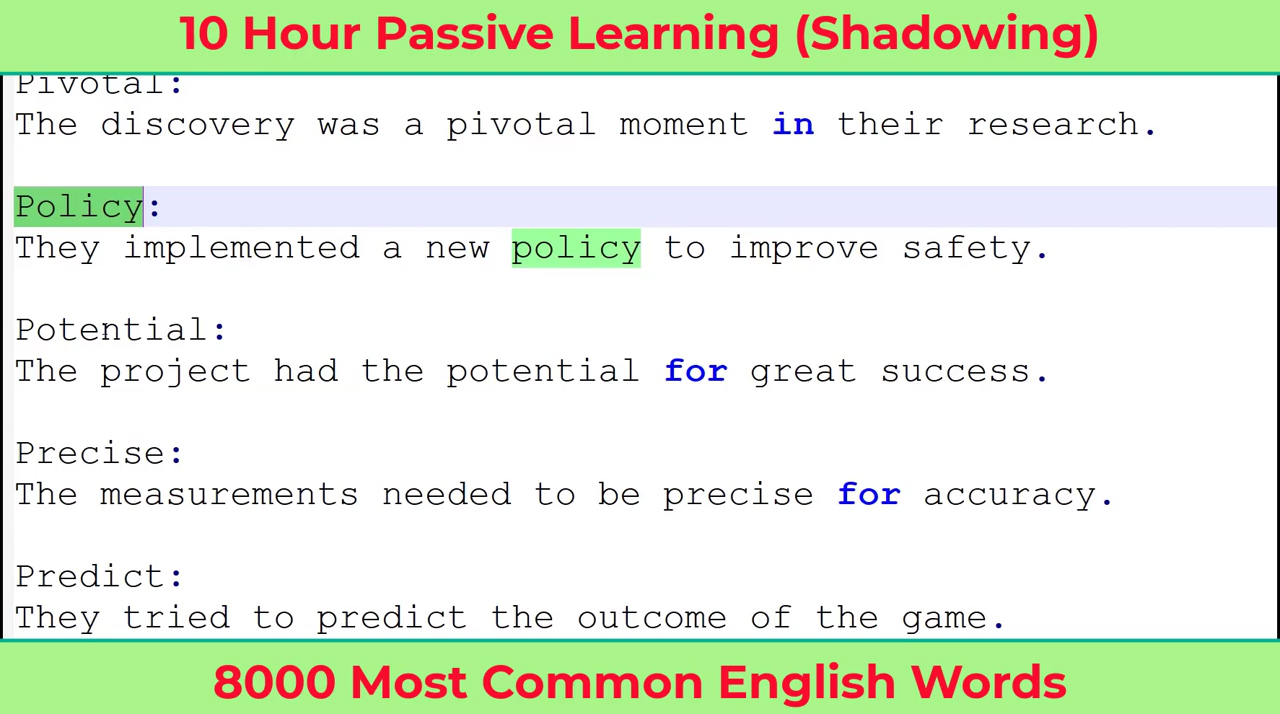 10 Hour Passive Learning (Shadowing)
Pivotal:
The discovery was a pivotal moment in their research.
Policy:
They implemented a new policy to improve safety.
Potential:
The project had the potential for great success.
Precise:
The measurements needed to be precise for accuracy.
Predict:
They tried to predict the outcome of the game.
8000 Most Common English Words